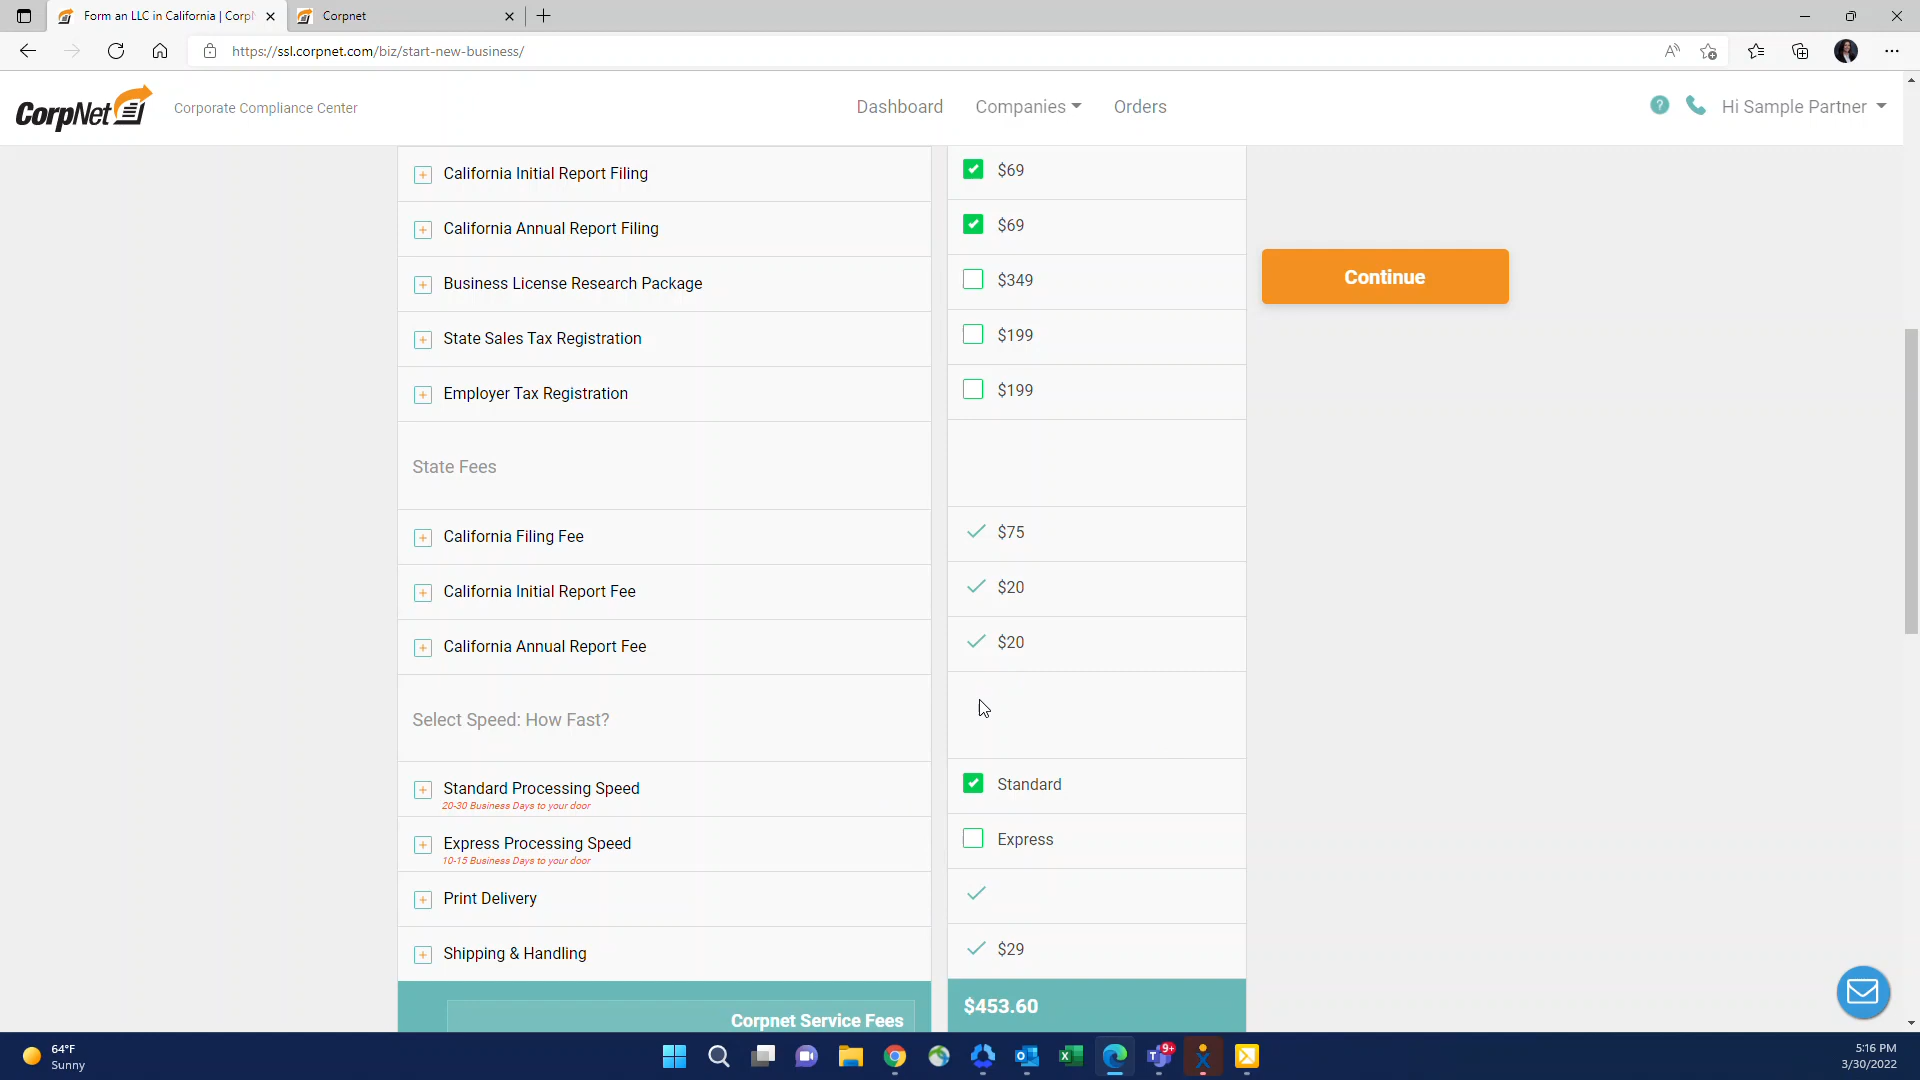 Form an LLC in California | Corp
Corpnet
https://ssl.corpnet.com/biz/start-new-business/
CorpNet
Corporate Compliance Center
Dashboard
Companies
Orders
?
Hi Sample Partner
California Initial Report Filing
$69
California Annual Report Filing
$69
Business License Research Package
$349
Continue
State Sales Tax Registration
$199
Employer Tax Registration
$199
State Fees
California Filing Fee
$75
California Initial Report Fee
$20
California Annual Report Fee
$20
Select Speed: How Fast?
Standard Processing Speed
20-30 Business Days to your door
Standard
Express Processing Speed
10-15 Business Days to your door
Express
Print Delivery
Shipping & Handling
$29
Corpnet Service Fees
$453.60
64°F
Sunny
9+
5:16 PM
3/30/2022